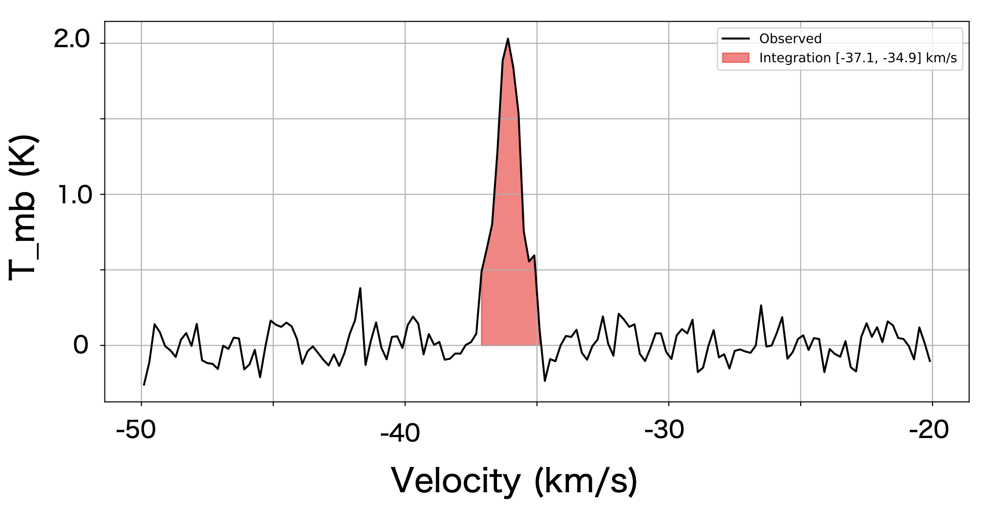 2.0
1.0
0
T_mb (K)
Observed
Integration [-37.1, -34.9] km/s
-50
-40
-30
-20
Velocity (km/s)